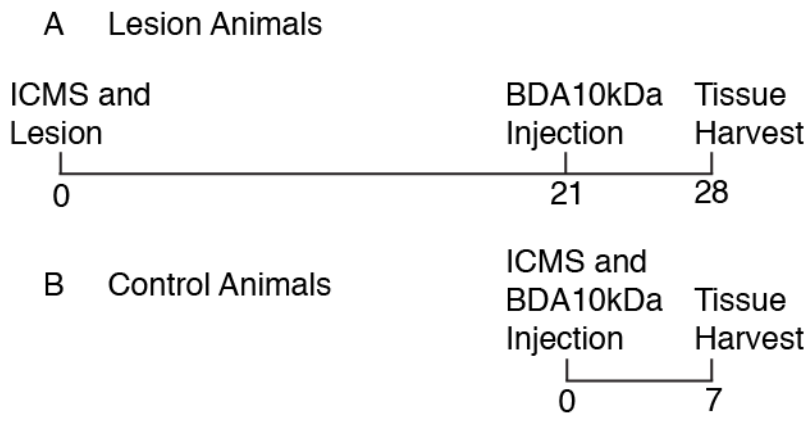 A Lesion Animals
ICMS and
Lesion
BDA10kDa
Injection
Tissue
Harvest
0
21
28
B Control Animals
ICMS and
BDA10kDa
Injection
Tissue
Harvest
0
7